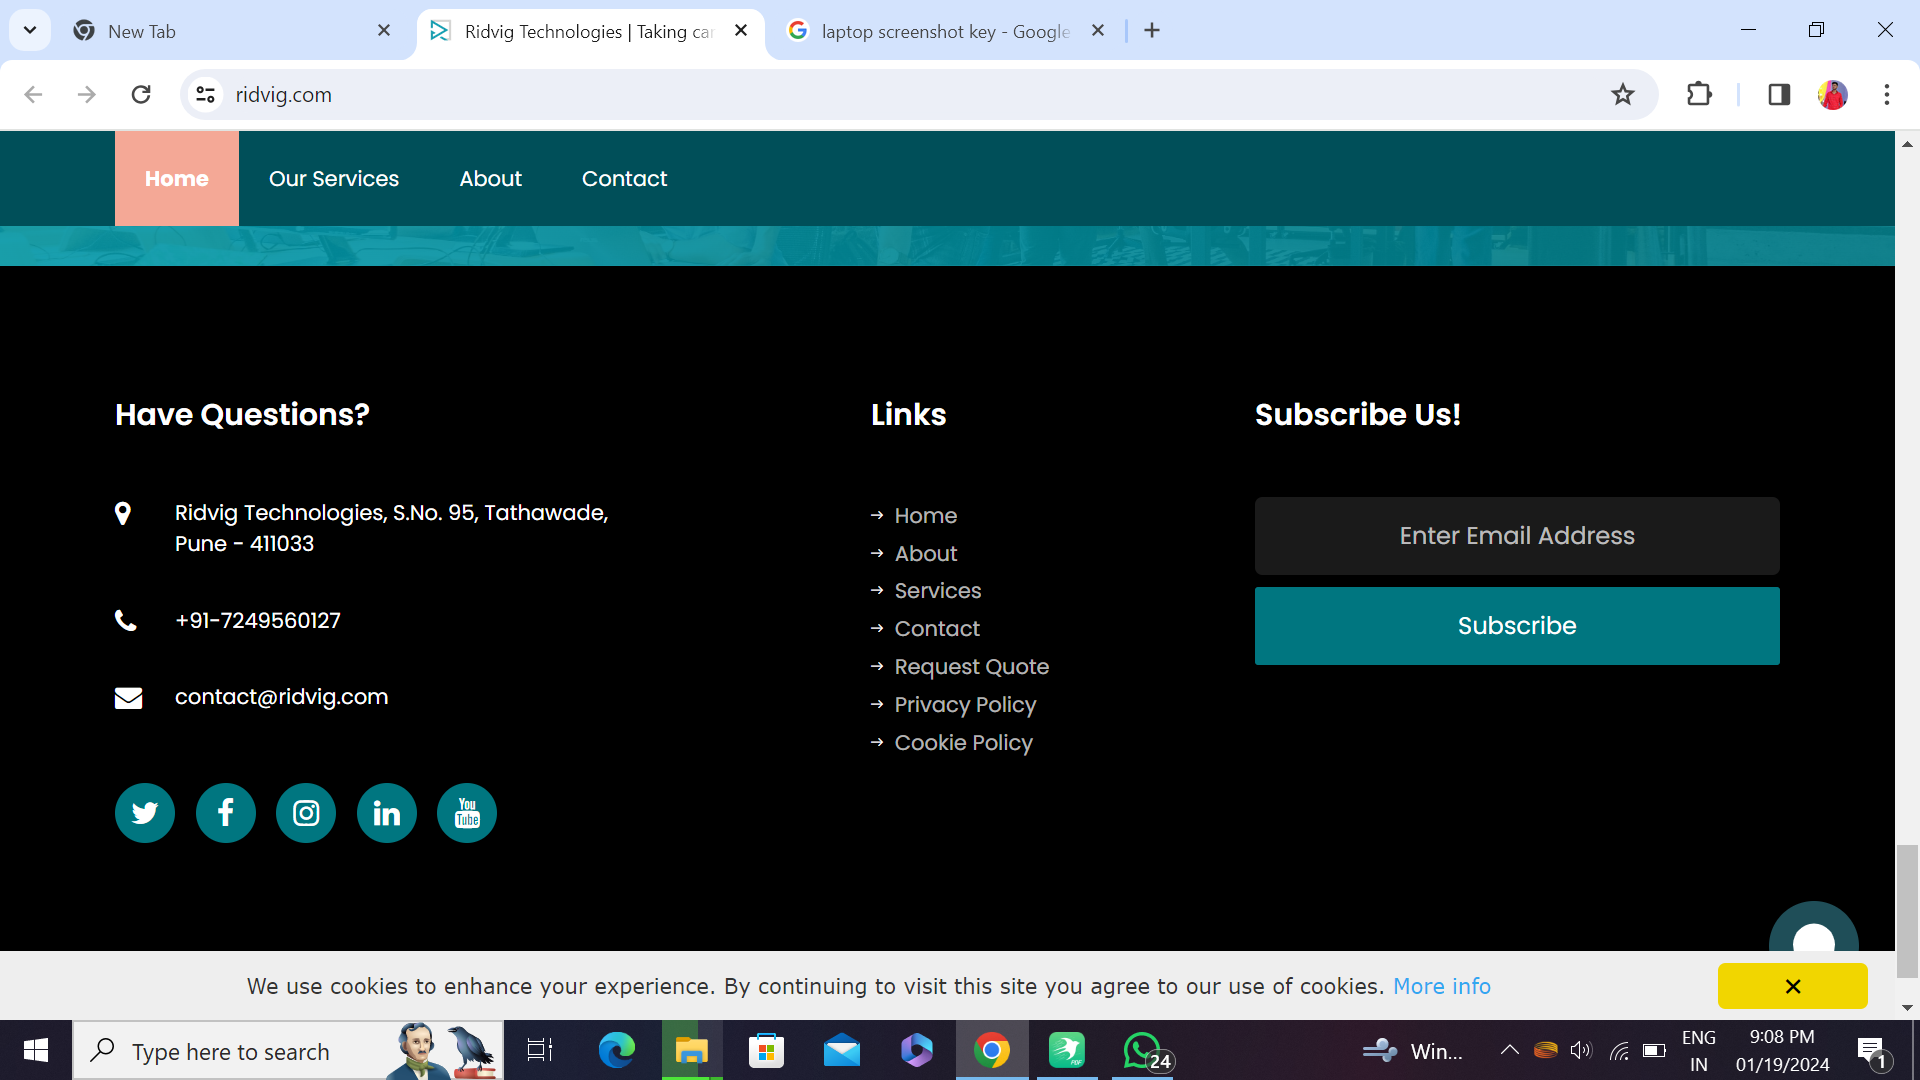 New Tab
Ridvig Technologies | Taking car
laptop screenshot key - Google
ridvig.com
Home Our Services About Contact
Have Questions?
Ridvig Technologies, S.No. 95, Tathawade,
Pune - 411033
+91-7249560127
contact@ridvig.com
You
Tube
Links
Home
About
Services
Contact
Request Quote
Privacy Policy
Cookie Policy
Subscribe Us!
Enter Email Address
Subscribe
We use cookies to enhance your experience. By continuing to visit this site you agree to our use of cookies. More info
Type here to search
PDF
24
Win...
ENG
IN
9:08 PM
01/19/2024
1